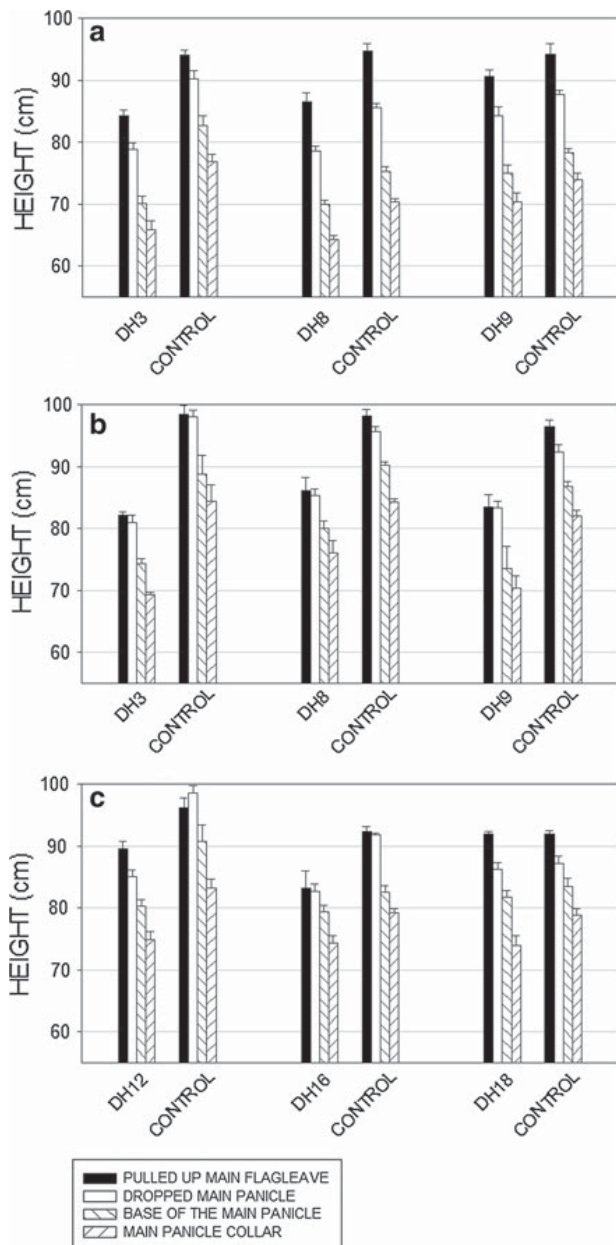 a
100
90
80
70
60
HEIGHT (cm)
DH3
CONTROL
DH8
CONTROL
DH9
CONTROL
b
100
90
80
70
60
HEIGHT (cm)
DH3
CONTROL
DH8
CONTROL
DH9
CONTROL
c
100
90
80
70
60
HEIGHT (cm)
DH12
CONTROL
DH16
CONTROL
DH18
CONTROL
PULLED UP MAIN FLAGLEAVE
DROPPED MAIN PANICLE
BASE OF THE MAIN PANICLE
MAIN PANICLE COLLAR